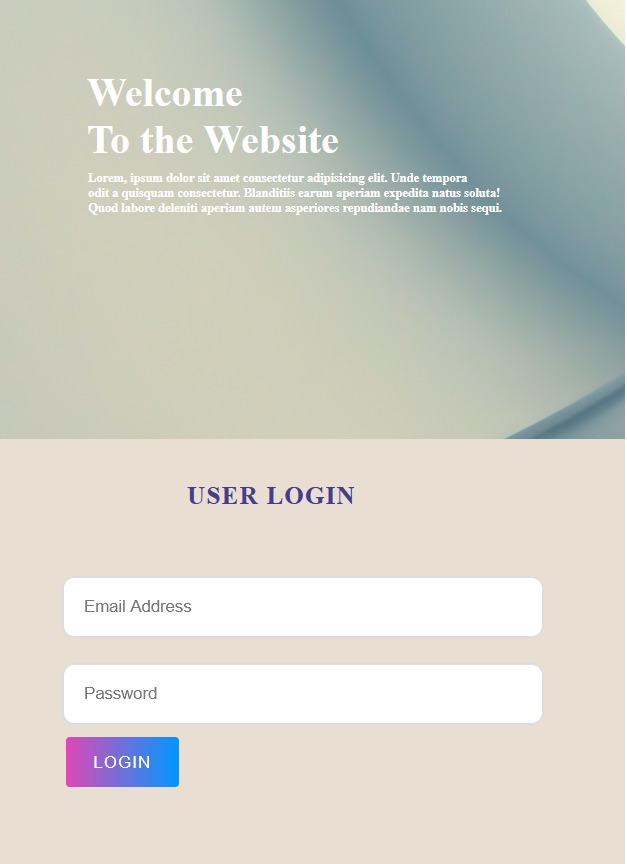 Welcome
To the Website
Lorem, ipsum dolor sit amet consectetur adipisicing elit. Unde tempora
odit a quisquam consectetur. Blanditiis earum aperiam expedita natus soluta!
Quod labore deleniti aperiam autem asperiores repudiandae nam nobis sequi.
USER LOGIN
Email Address
Password
LOGIN